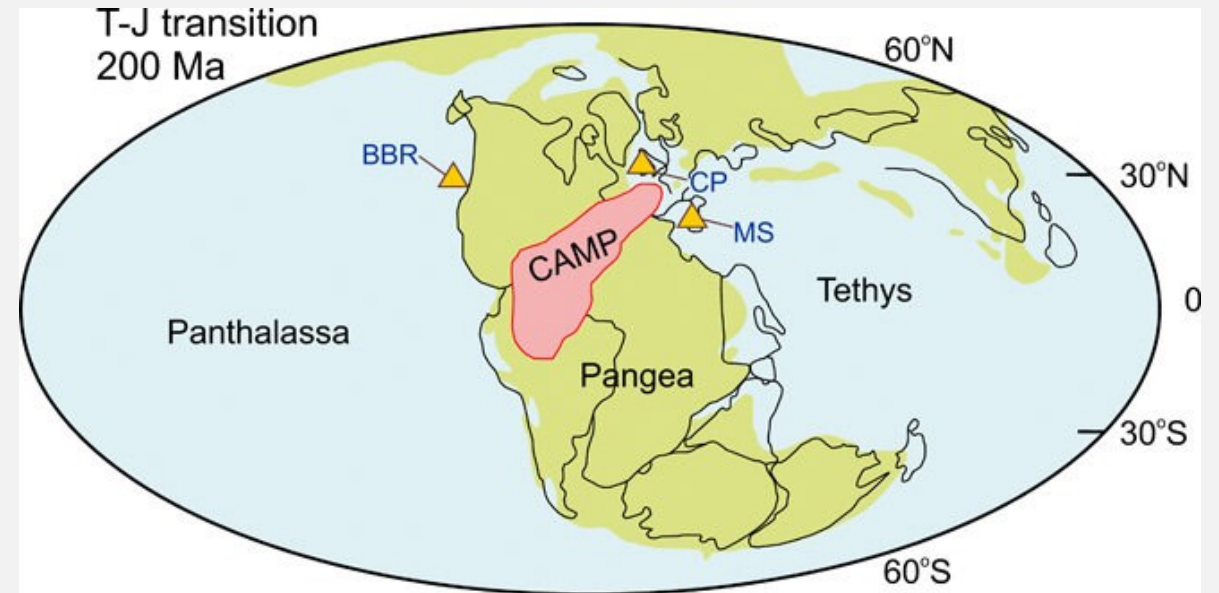 T-J transition
200 Ma
60°N
BBR
CP
30°N
MS
CAMP
Tethys
0
Panthalassa
Pangea
30°S
60°S